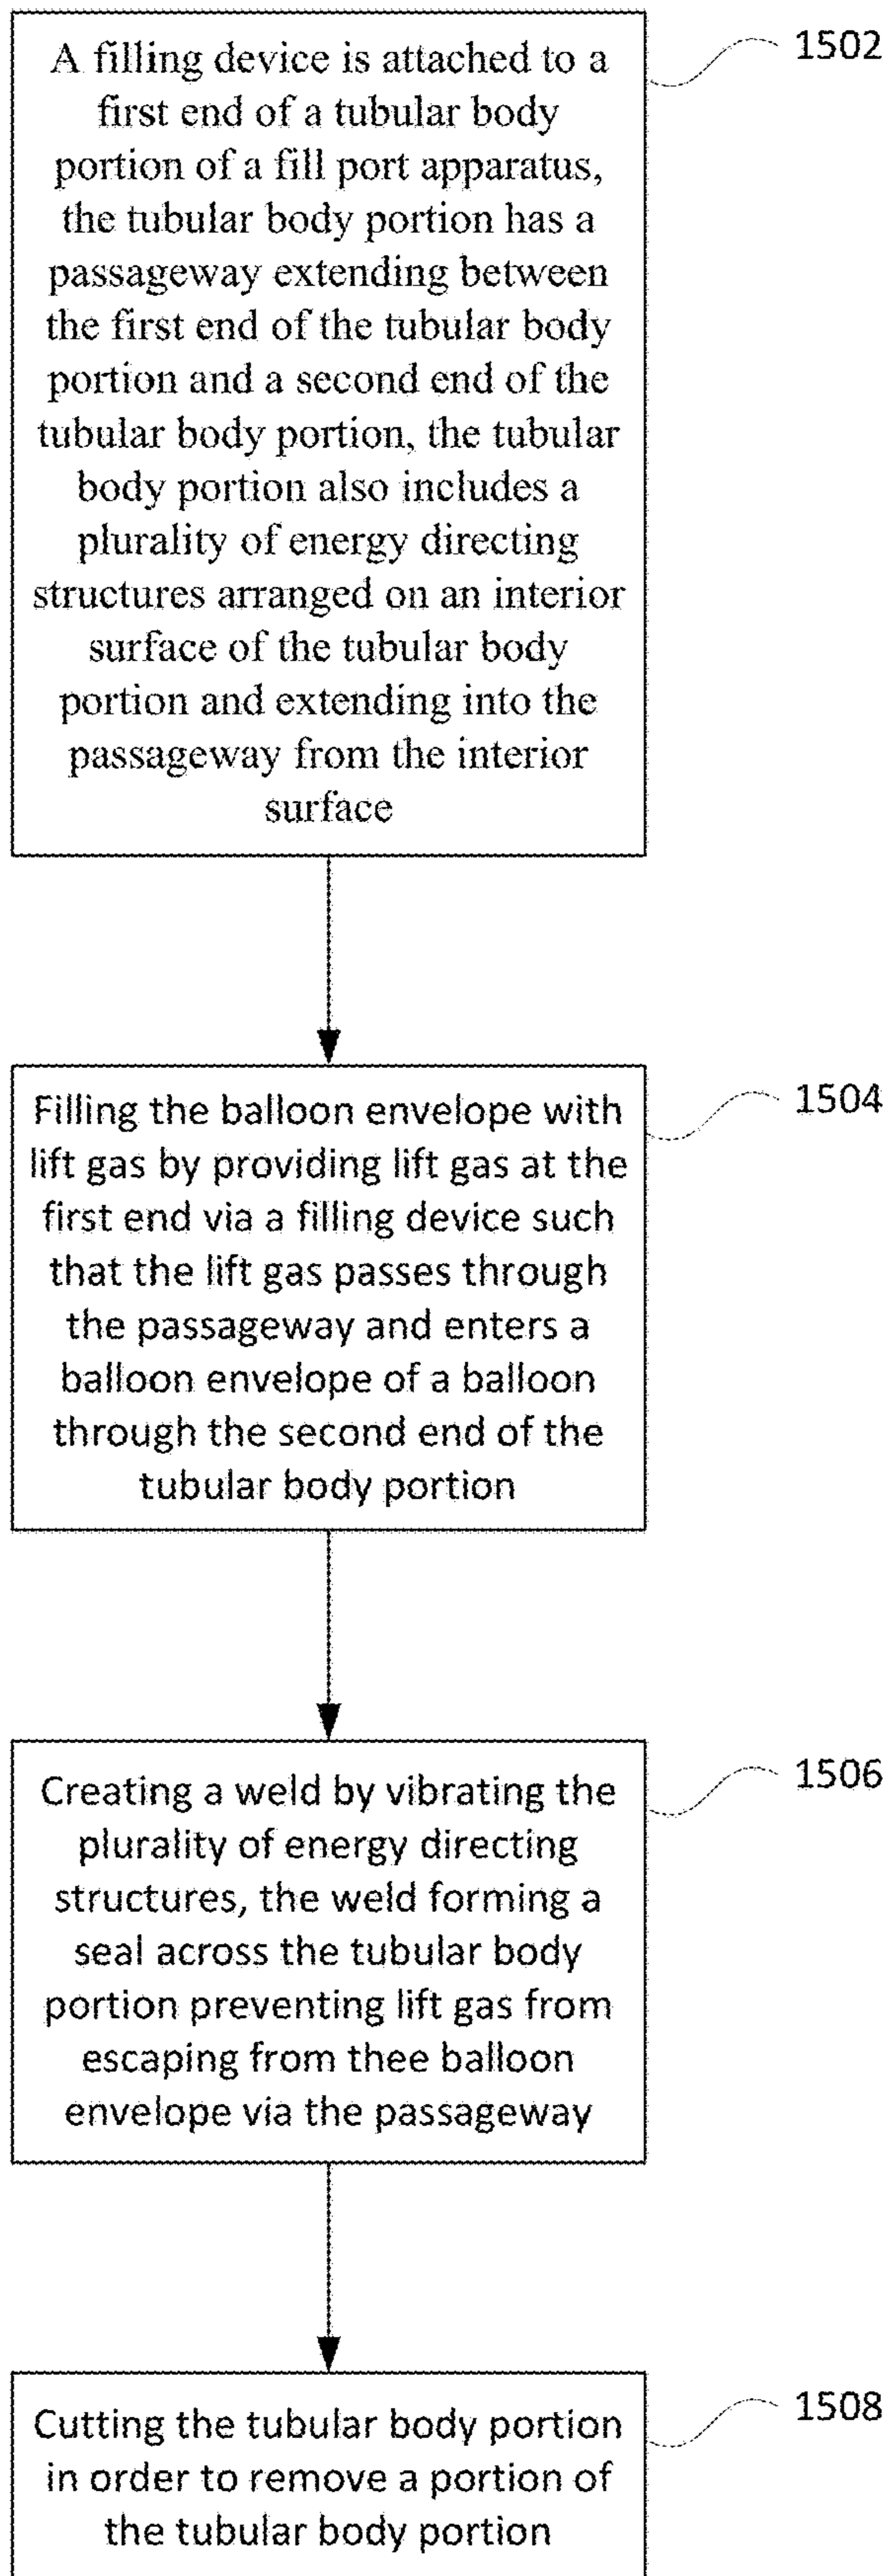 A filling device is attached to a
first end of a tubular body
portion of a fill port apparatus,
the tubular body portion has a
passageway extending between
the first end of the tubular body
portion and a second end of the
tubular body portion, the tubular
body portion also includes a
plurality of energy directing
structures arranged on an interior
surface of the tubular body
portion and extending into the
passageway from the interior
surface
1502
Filling the balloon envelope with
lift gas by providing lift gas at the
first end via a filling device such
that the lift gas passes through
the passageway and enters a
balloon envelope of a balloon
through the second end of the
tubular body portion
1504
Creating a weld by vibrating the
plurality of energy directing
structures, the weld forming a
seal across the tubular body
portion preventing lift gas from
escaping from thee balloon
envelope via the passageway
1506
Cutting the tubular body portion
in order to remove a portion of
the tubular body portion
1508